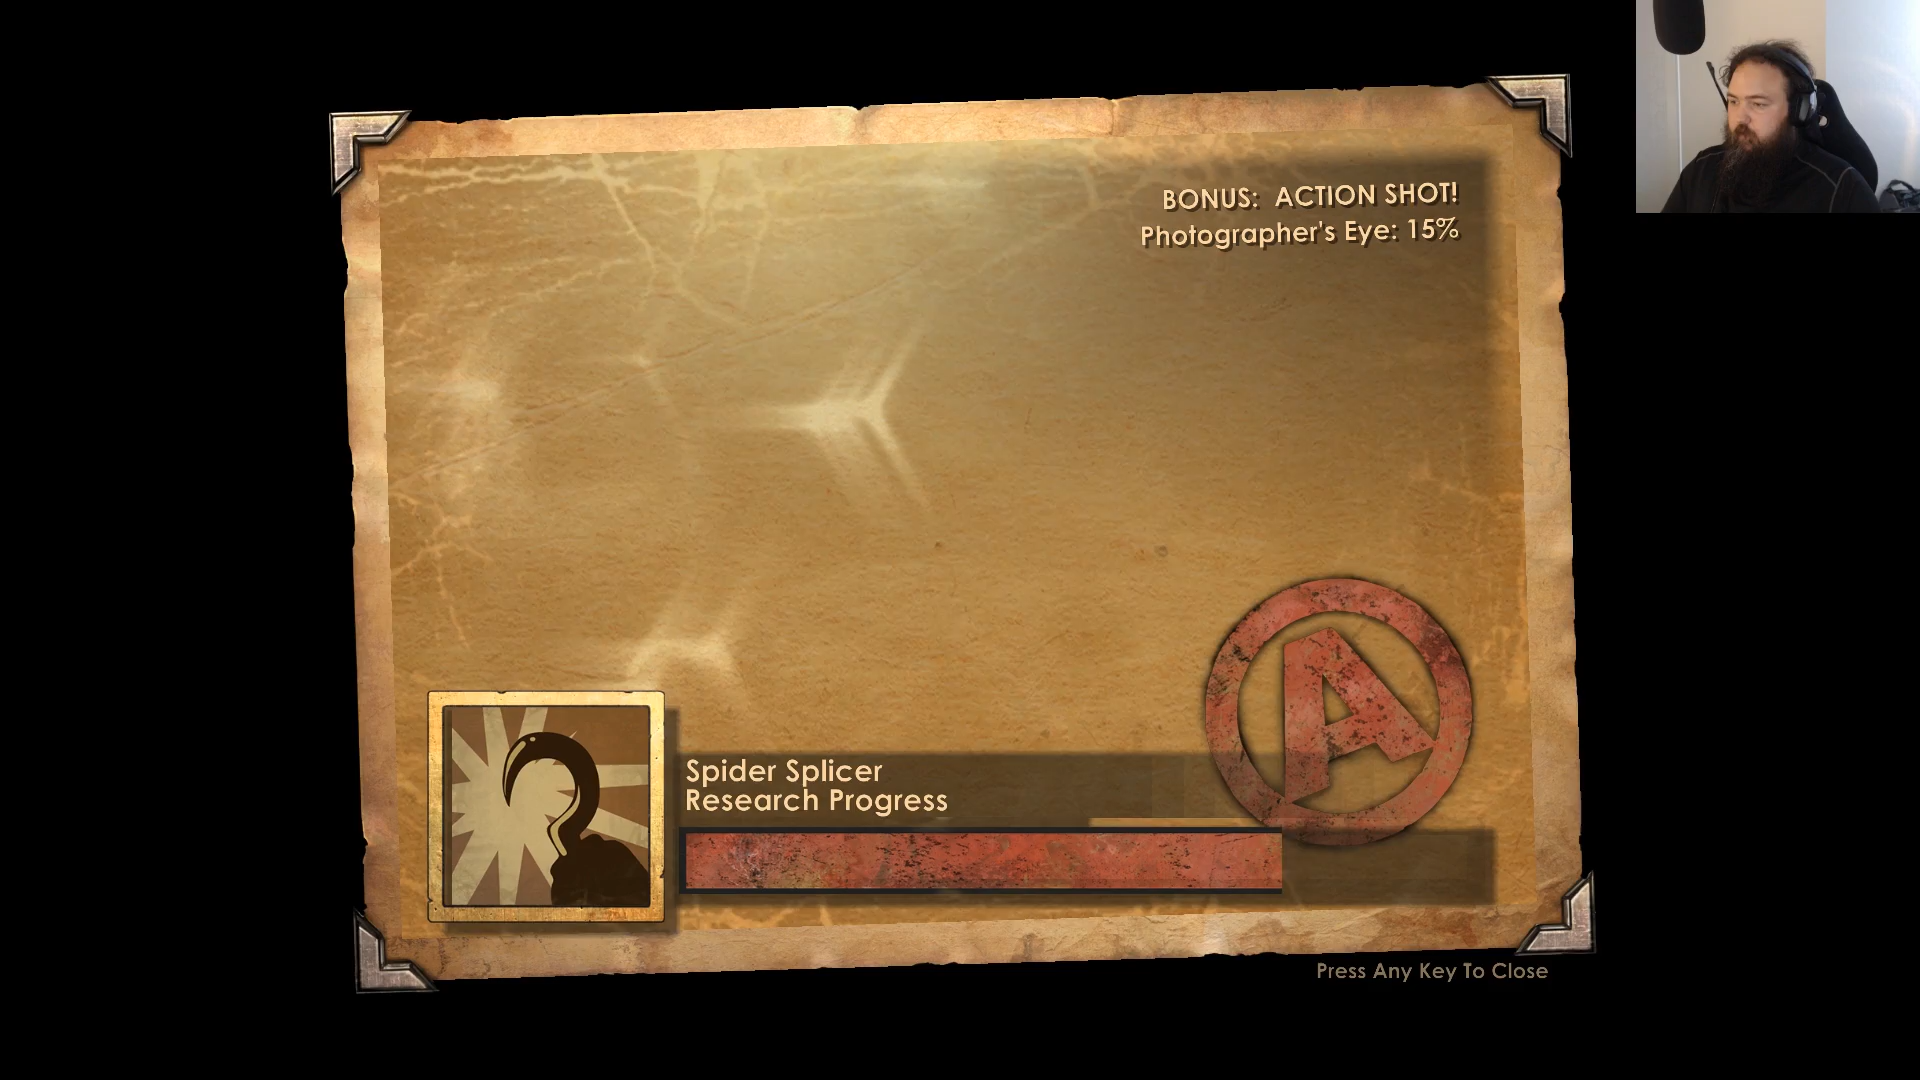 BONUS: ACTION SHOT!
Photographer's Eye: 15%
A
Spider Splicer
Research Progress
Press Any Key To Close